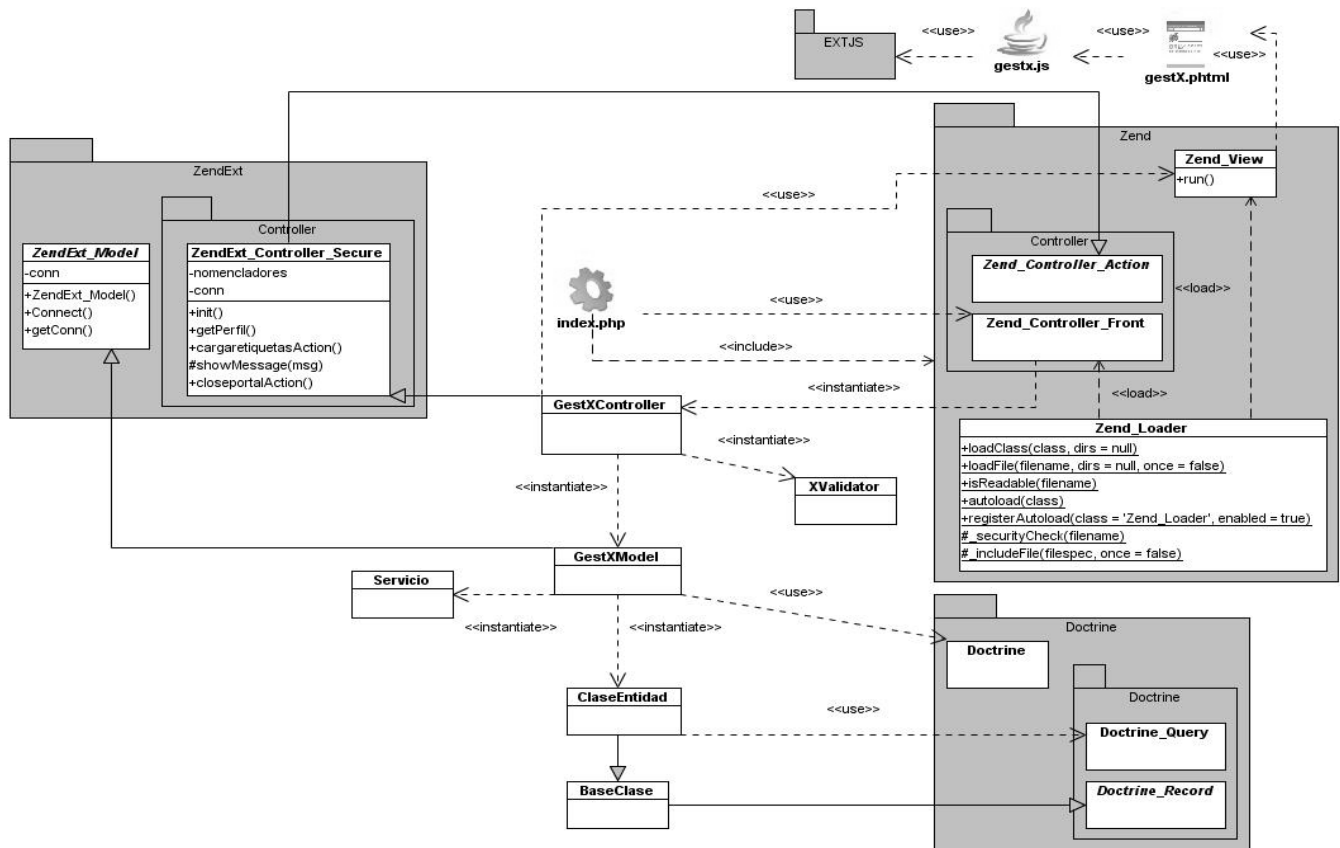 <<use>>
<<use>>
<<use>>
EXTJS
gestx.js
gestX.phtml
Zend
ZendExt
Zend_View
+run()
<<use>>
Controller
ZendExt_Model
-conn
+ZendExt_Model()
+Connect()
+getConn()
ZendExt_Controller_Secure
-nomencladores
-conn
+init()
+getPerfil()
+cargaretiquetasAction()
#showMessage(msg)
+closeportalAction()
Controller
Zend_Controller_Action
<<load>>
<<use>>
index.php
Zend_Controller_Front
<<include>>
<<instantiate>>
<<load>>
GestXController
<<instantiate>>
Zend_Loader
+loadClass(class, dirs = null)
+loadFile(filename, dirs = null, once = false)
+isReadable(filename)
+autoload(class)
+registerAutoload(class = 'Zend_Loader', enabled = true)
#_securityCheck(filename)
#_includeFile(filespec, once = false)
<<instantiate>>
XValidator
GestXModel
Servicio
<<use>>
<<instantiate>>
<<instantiate>>
Doctrine
Doctrine
ClaseEntidad
<<use>>
Doctrine
Doctrine_Query
BaseClase
Doctrine_Record